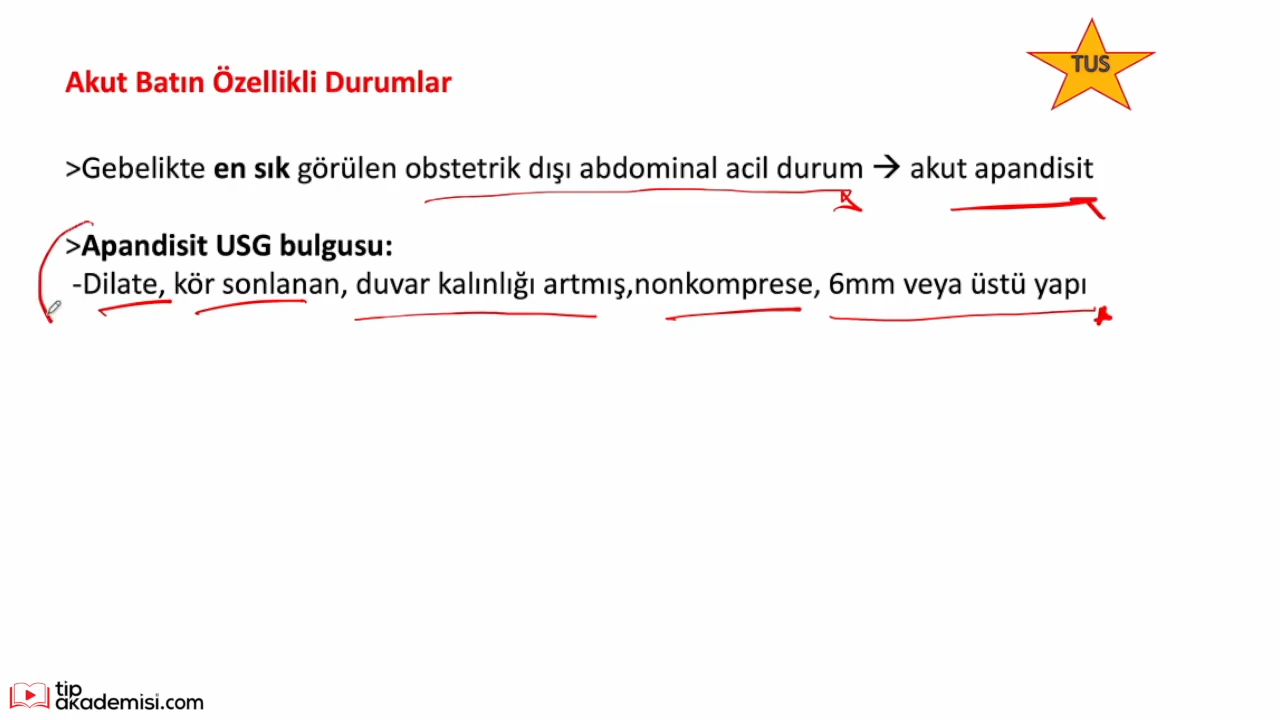 Akut Batın Özellikli Durumlar
TUS
>Gebelikte en sık görülen obstetrik dışı abdominal acil durum → akut apandisit
>Apandisit USG bulgusu:
-Dilate, kör sonlanan, duvar kalınlığı artmış,nonkomprese, 6mm veya üstü yapı
tıp
akademisi.com